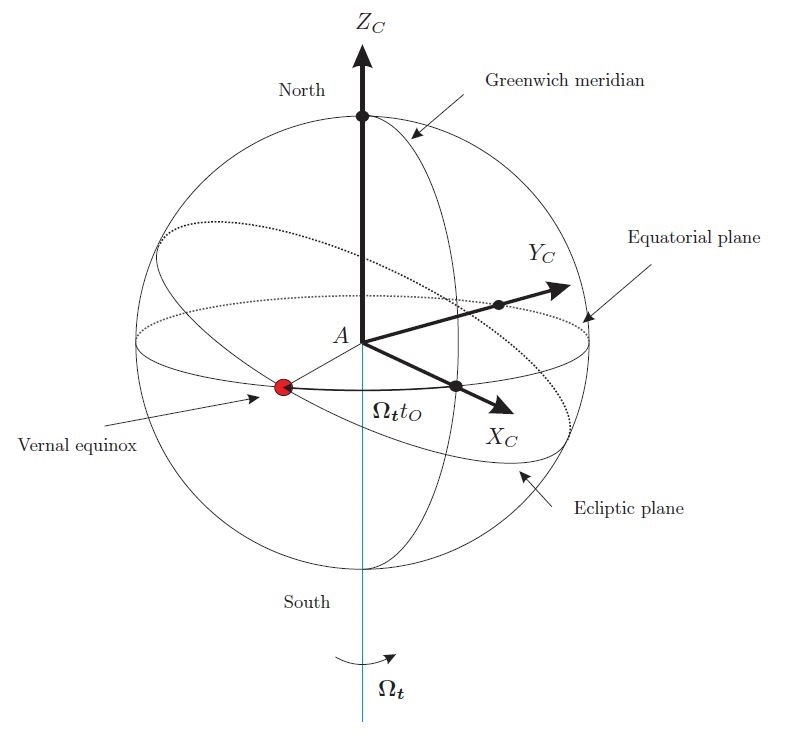 Z_C
North
Greenwich meridian
Equatorial plane
Y_C
A
Ω_t t_O
X_C
Vernal equinox
Ecliptic plane
South
Ω_t